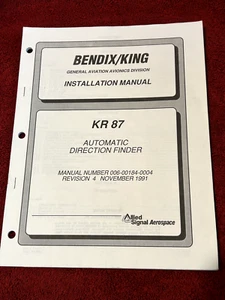 BENDIX/KING
GENERAL AVIATION AVIONICS DIVISION
INSTALLATION MANUAL
KR 87
AUTOMATIC
DIRECTION FINDER
MANUAL NUMBER 006-00184-0004
REVISION 4 NOVEMBER 1991
Allied
Signal Aerospace